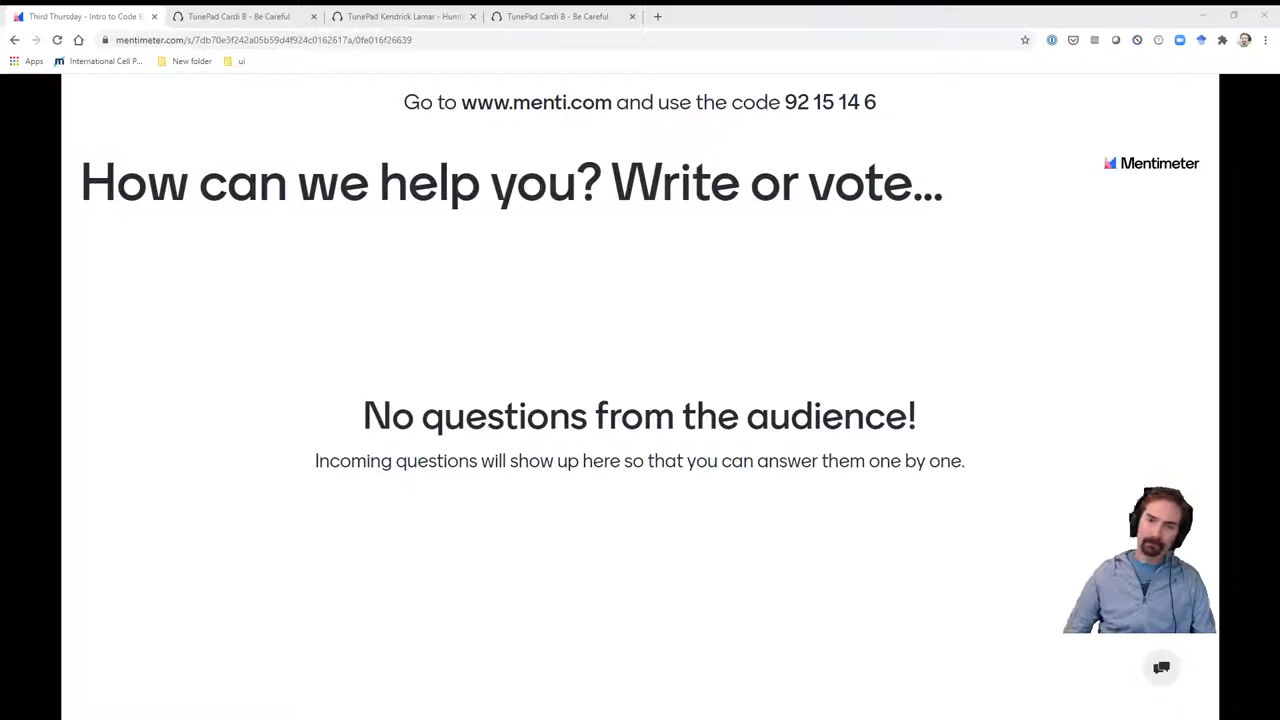 Third Thursday - Intro to Code B
TunePad Cardi B - Be Careful
TunePad Kendrick Lamar - Humb
TunePad Cardi B - Be Careful
mentimeter.com/s/7db70e3f242a05b59d4f924c0162617a/0fe016f26639
Apps
International Cell P...
New folder
ui
Go to www.menti.com and use the code 92 15 14 6
How can we help you? Write or vote...
Mentimeter
No questions from the audience!
Incoming questions will show up here so that you can answer them one by one.